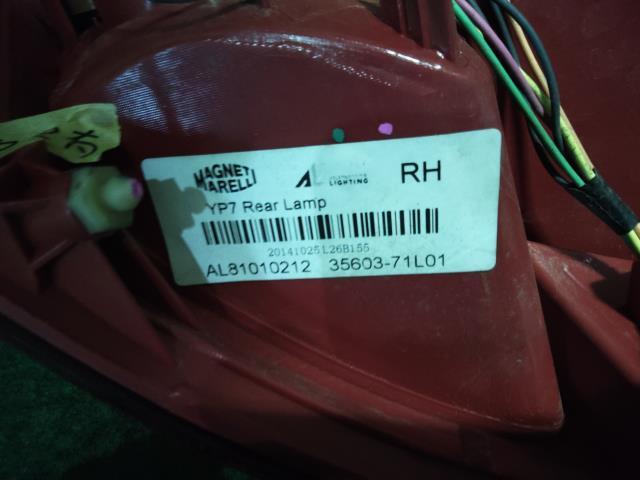 MAGNETI
MARELLI
AL
LIGHTING
RH
YP7 Rear Lamp
20141025L26B155
AL81010212 35603-71L01